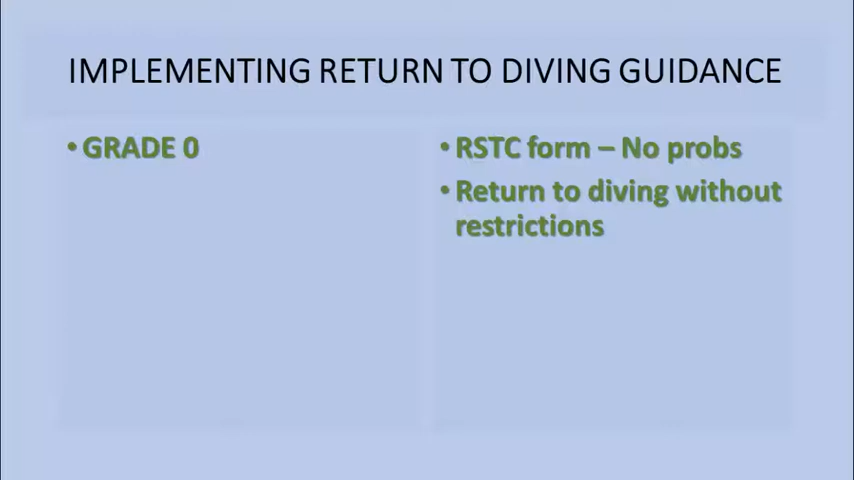 IMPLEMENTING RETURN TO DIVING GUIDANCE
• GRADE 0
• RSTC form – No probs
• Return to diving without
restrictions